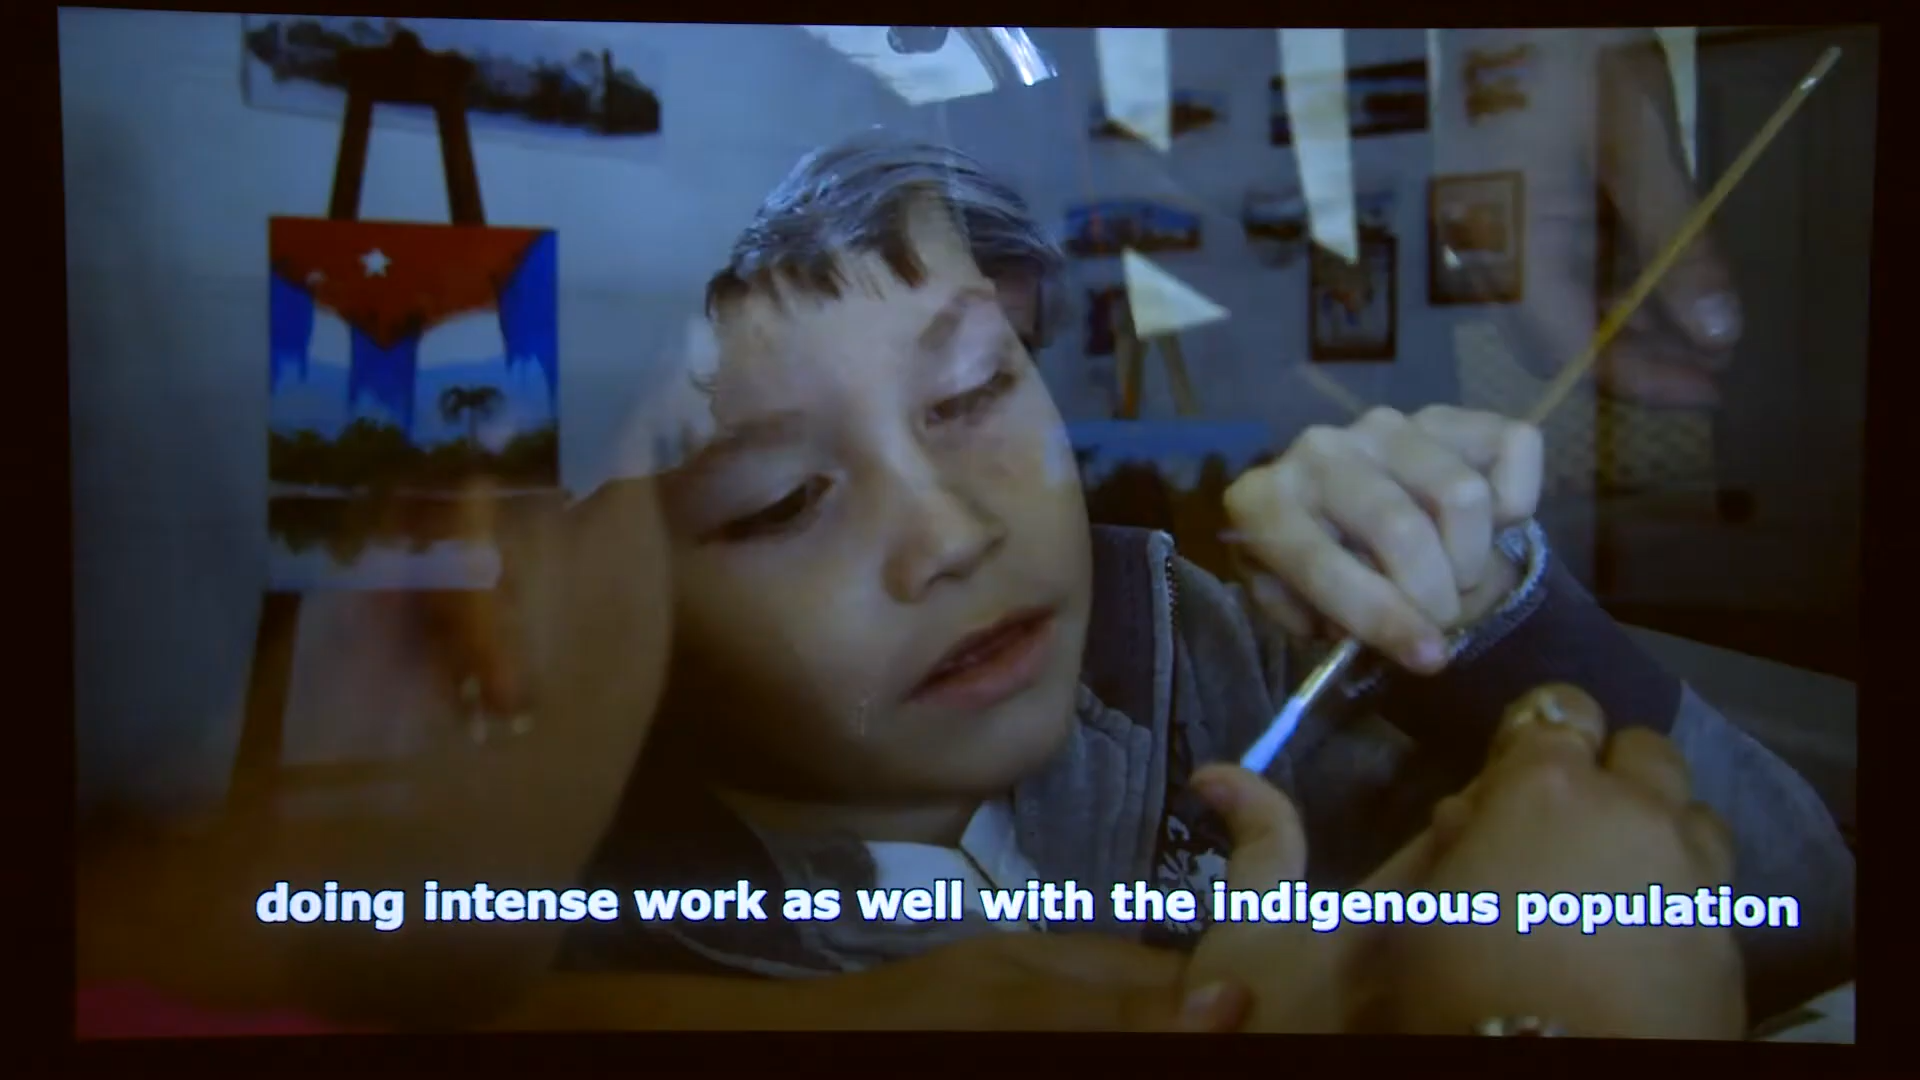 doing intense work as well with the indigenous population